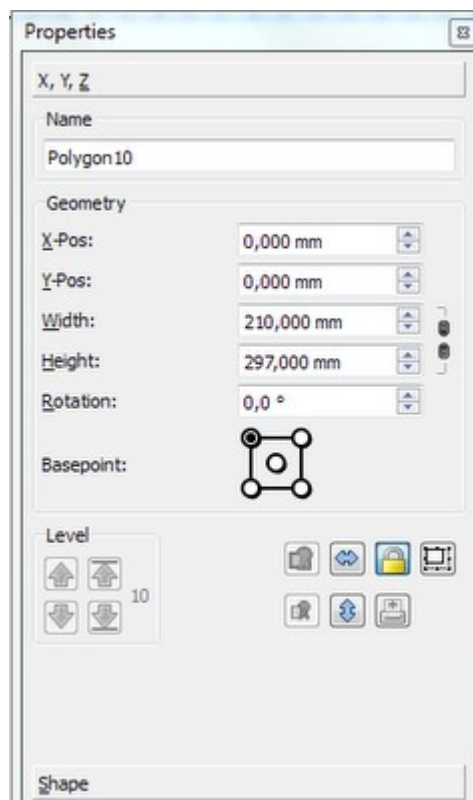 Properties
X, Y, Z
Name
Polygon10
Geometry
X-Pos: 0,000 mm
Y-Pos: 0,000 mm
Width: 210,000 mm
Height: 297,000 mm
Rotation: 0,0 °
Basepoint:
Level
10
Shape